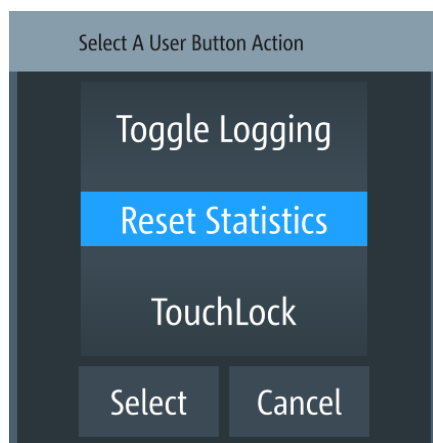 Select A User Button Action
Toggle Logging
Reset Statistics
TouchLock
Select Cancel